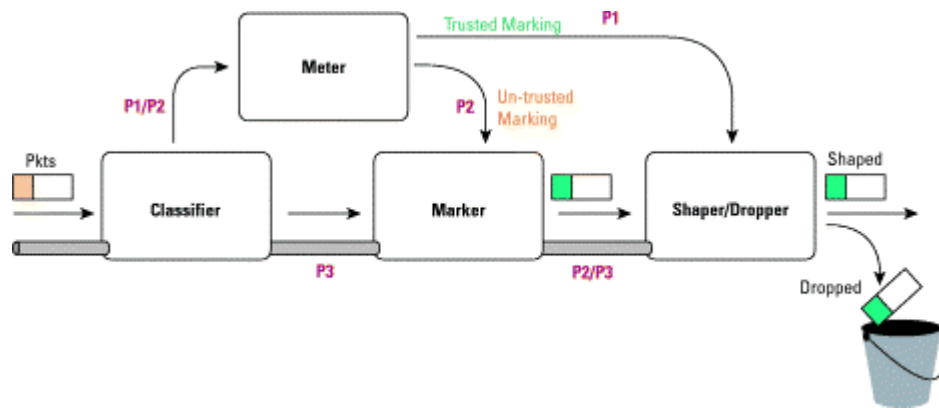 Trusted Marking
P1
Meter
P1/P2
P2
Un-trusted
Marking
Pkts
Shaped
Classifier
Marker
Shaper/Dropper
P3
P2/P3
Dropped